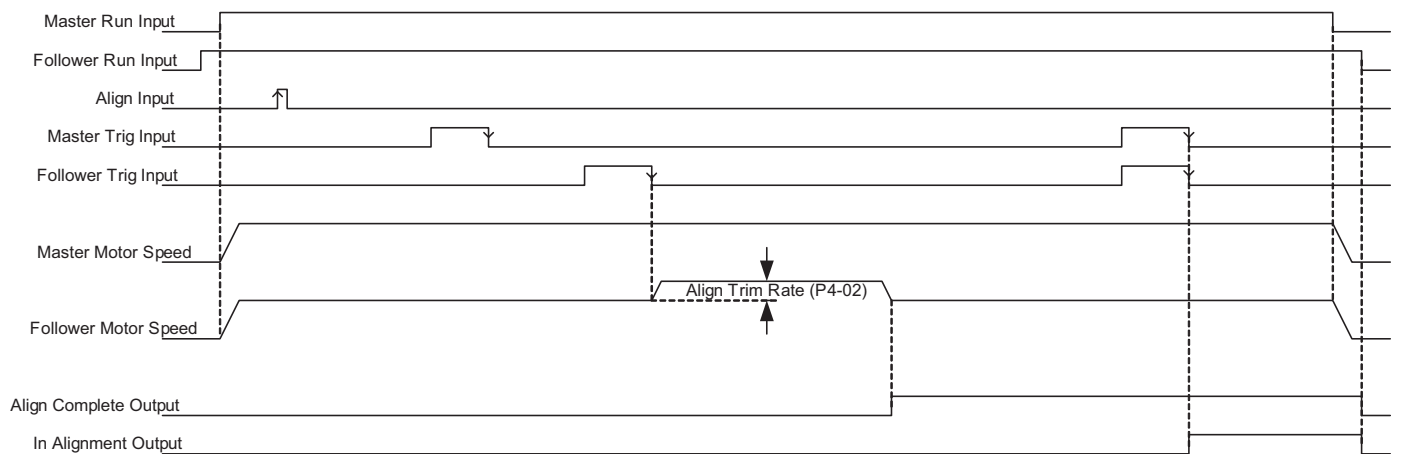 Master Run Input
Follower Run Input
Align Input
Master Trig Input
Follower Trig Input
Master Motor Speed
Align Trim Rate (P4-02)
Follower Motor Speed
Align Complete Output
In Alignment Output